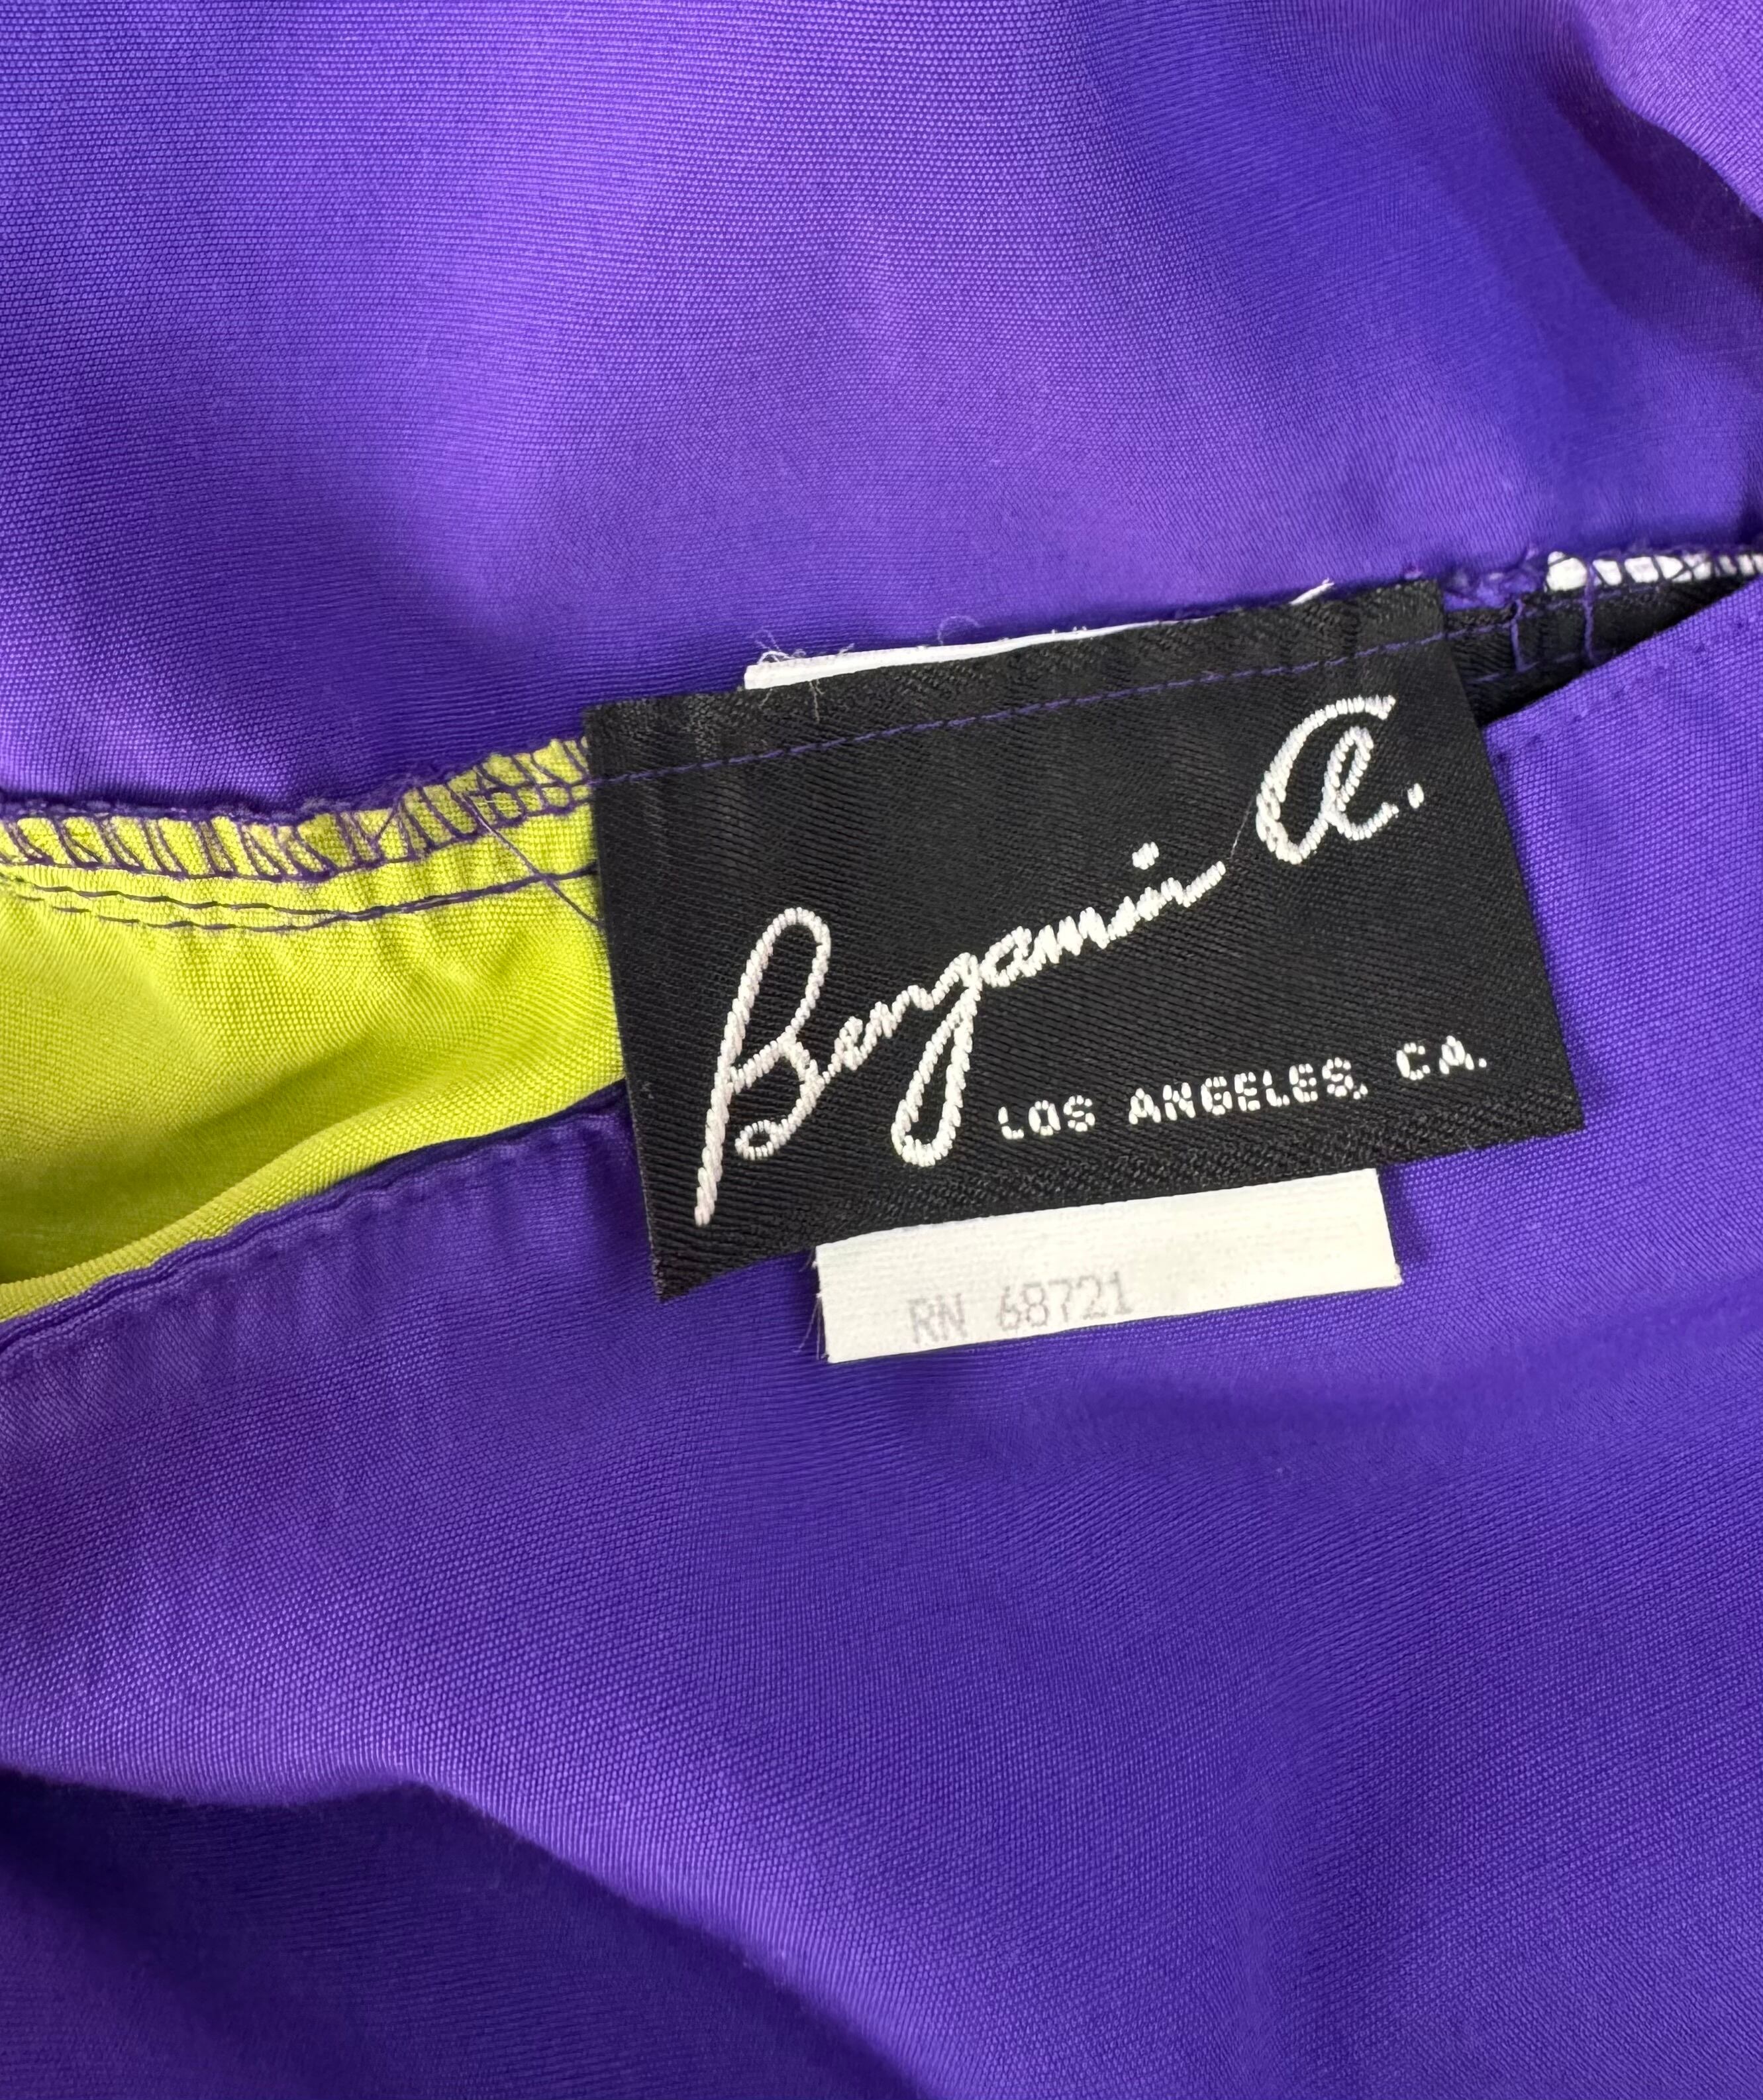 Benjamin A.
LOS ANGELES, CA.
RN 68721